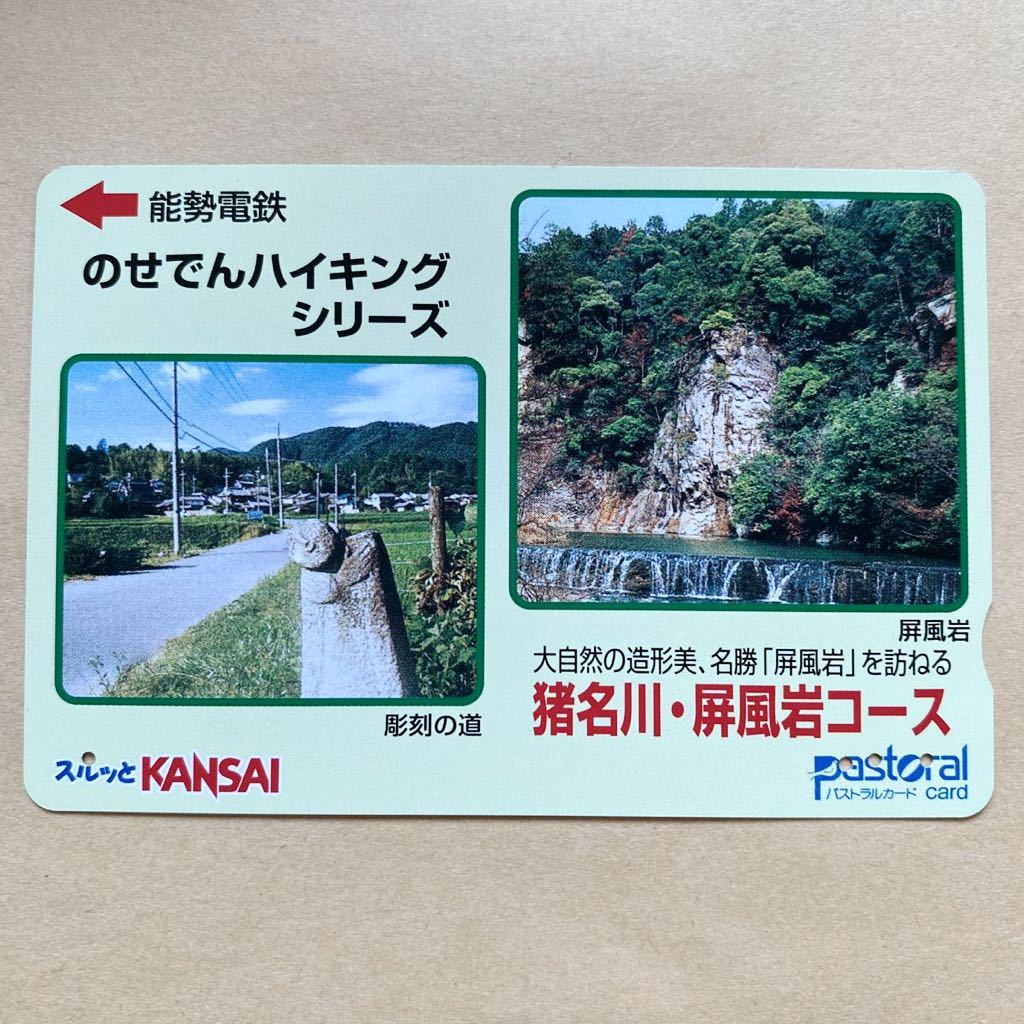 能勢電鉄
のせでんハイキング
シリーズ
彫刻の道
屏風岩
大自然の造形美、名勝「屏風岩」を訪ねる
猪名川・屏風岩コース
スルッとKANSAI
pastoral
パストラルカード card